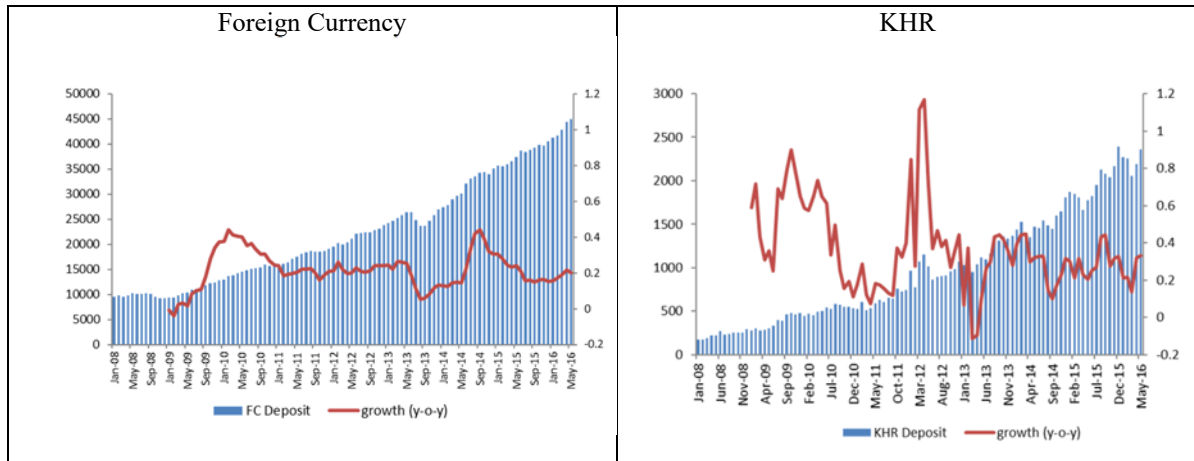 Foreign Currency
50000
45000
40000
35000
30000
25000
20000
15000
10000
5000
0
1.2
1
0.8
0.6
0.4
0.2
0
-0.2
Jan-08
May-08
Sep-08
Jan-09
May-09
Sep-09
Jan-10
May-10
Sep-10
Jan-11
May-11
Sep-11
Jan-12
May-12
Sep-12
Jan-13
May-13
Sep-13
Jan-14
May-14
Sep-14
Jan-15
May-15
Sep-15
Jan-16
May-16
FC Deposit
growth (y-o-y)
KHR
3000
2500
2000
1500
1000
500
0
1.2
1
0.8
0.6
0.4
0.2
0
-0.2
Jan-08
Jun-08
Nov-08
Apr-09
Sep-09
Feb-10
Jul-10
Dec-10
May-11
Oct-11
Mar-12
Aug-12
Jan-13
Jun-13
Nov-13
Apr-14
Sep-14
Feb-15
Jul-15
Dec-15
May-16
KHR Deposit
growth (y-o-y)